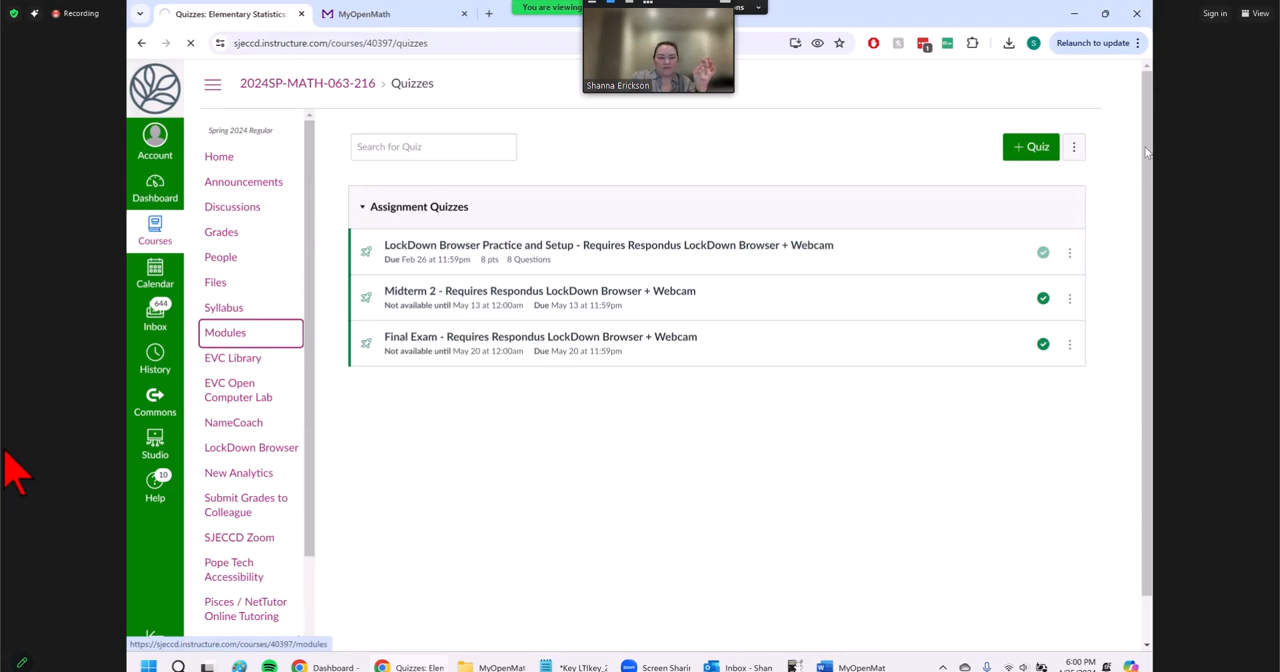 Recording
Quizzes: Elementary Statistics:
MyOpenMath
You are viewing
ons
Sign in
View
sjeccd.instructure.com/courses/40397/quizzes
1
S
Relaunch to update
Shanna Erickson
2024SP-MATH-063-216 › Quizzes
Account
Dashboard
Courses
Calendar
644
Inbox
History
Commons
Studio
10
Help
Spring 2024 Regular
Home
Announcements
Discussions
Grades
People
Files
Syllabus
Modules
EVC Library
EVC Open
Computer Lab
NameCoach
LockDown Browser
New Analytics
Submit Grades to
Colleague
SJECCD Zoom
Pope Tech
Accessibility
Pisces / NetTutor
Online Tutoring
Search for Quiz
+ Quiz
Assignment Quizzes
LockDown Browser Practice and Setup - Requires Respondus LockDown Browser + Webcam
Due Feb 26 at 11:59pm 8 pts 8 Questions
Midterm 2 - Requires Respondus LockDown Browser + Webcam
Not available until May 13 at 12:00am Due May 13 at 11:59pm
Final Exam - Requires Respondus LockDown Browser + Webcam
Not available until May 20 at 12:00am Due May 20 at 11:59pm
https://sjeccd.instructure.com/courses/40397/modules
Dashboard -
Quizzes: Elen
MyOpenMat
*Key LTIkey_2
Screen Sharin
Inbox - Shan
MyOpenMat
6:00 PM